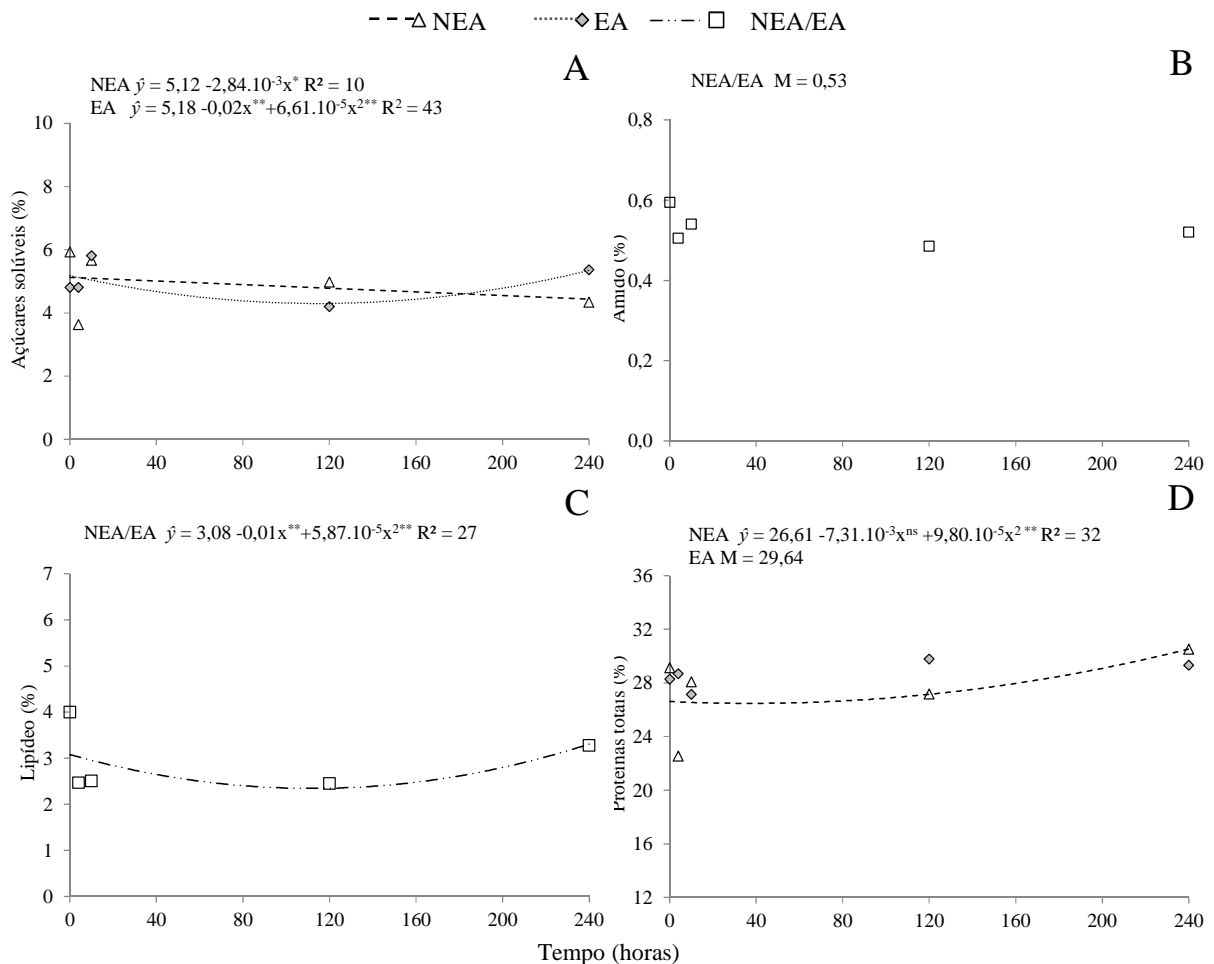 NEA EA NEA/EA
A
NEA ŷ = 5,12 -2,84.10⁻³x* R² = 10
EA ŷ = 5,18 -0,02x**+6,61.10⁻⁵x²** R² = 43
Açúcares solúveis (%)
10
8
6
4
2
0
0 40 80 120 160 200 240
B
NEA/EA M = 0,53
Amido (%)
0,8
0,6
0,4
0,2
0,0
0 40 80 120 160 200 240
C
NEA/EA ŷ = 3,08 -0,01x**+5,87.10⁻⁵x²** R² = 27
Lipídeo (%)
7
6
5
4
3
2
1
0
0 40 80 120 160 200 240
D
NEA ŷ = 26,61 -7,31.10⁻³xⁿˢ +9,80.10⁻⁵x² ** R² = 32
EA M = 29,64
Proteínas totais (%)
36
32
28
24
20
16
12
0 40 80 120 160 200 240
Tempo (horas)